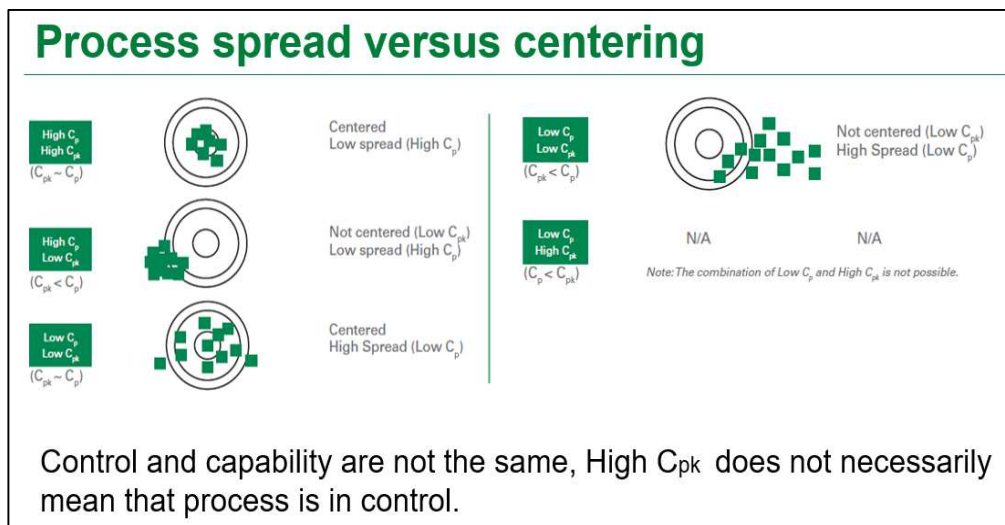 Process spread versus centering
High Cp
High Cpk
(Cpk ~ Cp)
Centered
Low spread (High Cp)
High Cp
Low Cpk
(Cpk < Cp)
Not centered (Low Cpk)
Low spread (High Cp)
Low Cp
Low Cpk
(Cpk ~ Cp)
Centered
High Spread (Low Cp)
Low Cp
Low Cpk
(Cpk < Cp)
Not centered (Low Cpk)
High Spread (Low Cp)
Low Cp
High Cpk
(Cp < Cpk)
N/A
N/A
Note: The combination of Low Cp and High Cpk is not possible.
Control and capability are not the same, High Cpk does not necessarily
mean that process is in control.